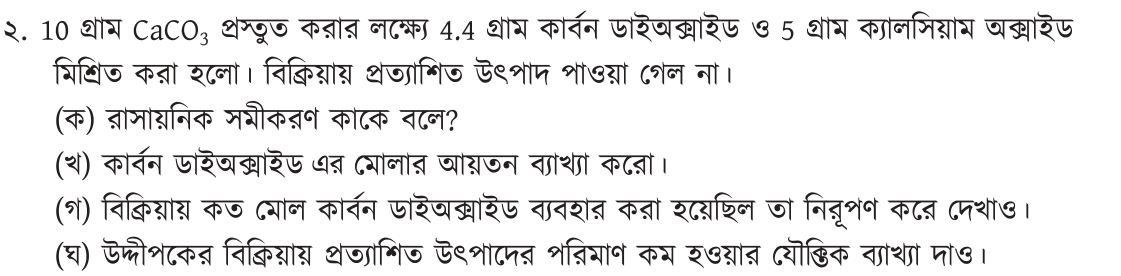 ২. 10 গ্রাম CaCO₃ প্রস্তুত করার লক্ষ্যে 4.4 গ্রাম কার্বন ডাইঅক্সাইড ও 5 গ্রাম ক্যালসিয়াম অক্সাইড
মিশ্রিত করা হলো। বিক্রিয়ায় প্রত্যাশিত উৎপাদ পাওয়া গেল না।
(ক) রাসায়নিক সমীকরণ কাকে বলে?
(খ) কার্বন ডাইঅক্সাইড এর মোলার আয়তন ব্যাখ্যা করো।
(গ) বিক্রিয়ায় কত মোল কার্বন ডাইঅক্সাইড ব্যবহার করা হয়েছিল তা নিরূপণ করে দেখাও।
(ঘ) উদ্দীপকের বিক্রিয়ায় প্রত্যাশিত উৎপাদের পরিমাণ কম হওয়ার যৌক্তিক ব্যাখ্যা দাও।